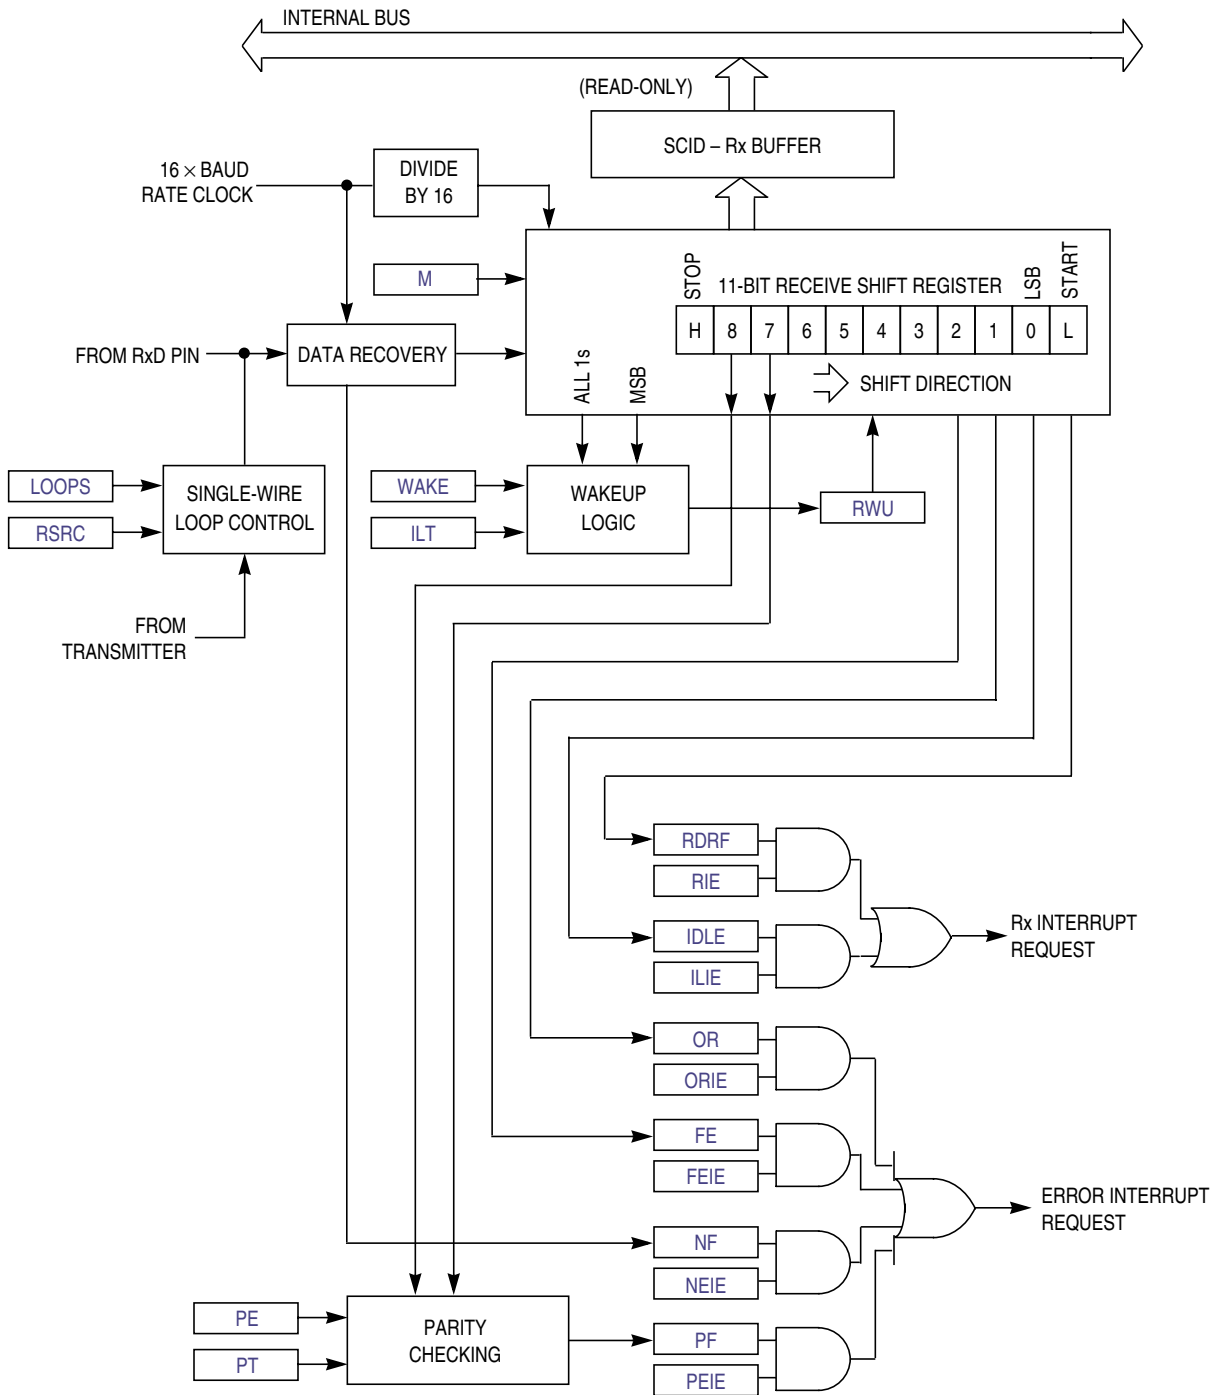 INTERNAL BUS
(READ-ONLY)
SCID – Rx BUFFER
16 × BAUD
RATE CLOCK
DIVIDE
BY 16
M
STOP
11-BIT RECEIVE SHIFT REGISTER
LSB
START
H 8 7 6 5 4 3 2 1 0 L
FROM RxD PIN
DATA RECOVERY
ALL 1s
MSB
SHIFT DIRECTION
LOOPS
RSRC
SINGLE-WIRE
LOOP CONTROL
WAKE
ILT
WAKEUP
LOGIC
RWU
FROM
TRANSMITTER
RDRF
RIE
IDLE
ILIE
Rx INTERRUPT
REQUEST
OR
ORIE
FE
FEIE
ERROR INTERRUPT
REQUEST
NF
NEIE
PE
PT
PARITY
CHECKING
PF
PEIE